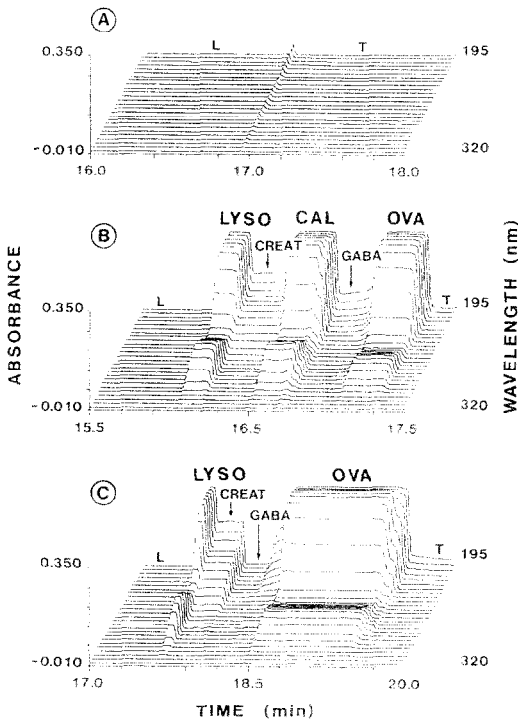 A
L T
0.350 195
-0.010 320
16.0 17.0 18.0
B
LYSO CAL OVA
CREAT
GABA
L T
0.350 195
-0.010 320
15.5 16.5 17.5
C
LYSO OVA
CREAT
GABA
L T
0.350 195
-0.010 320
17.0 18.5 20.0
ABSORBANCE
WAVELENGTH (nm)
TIME (min)